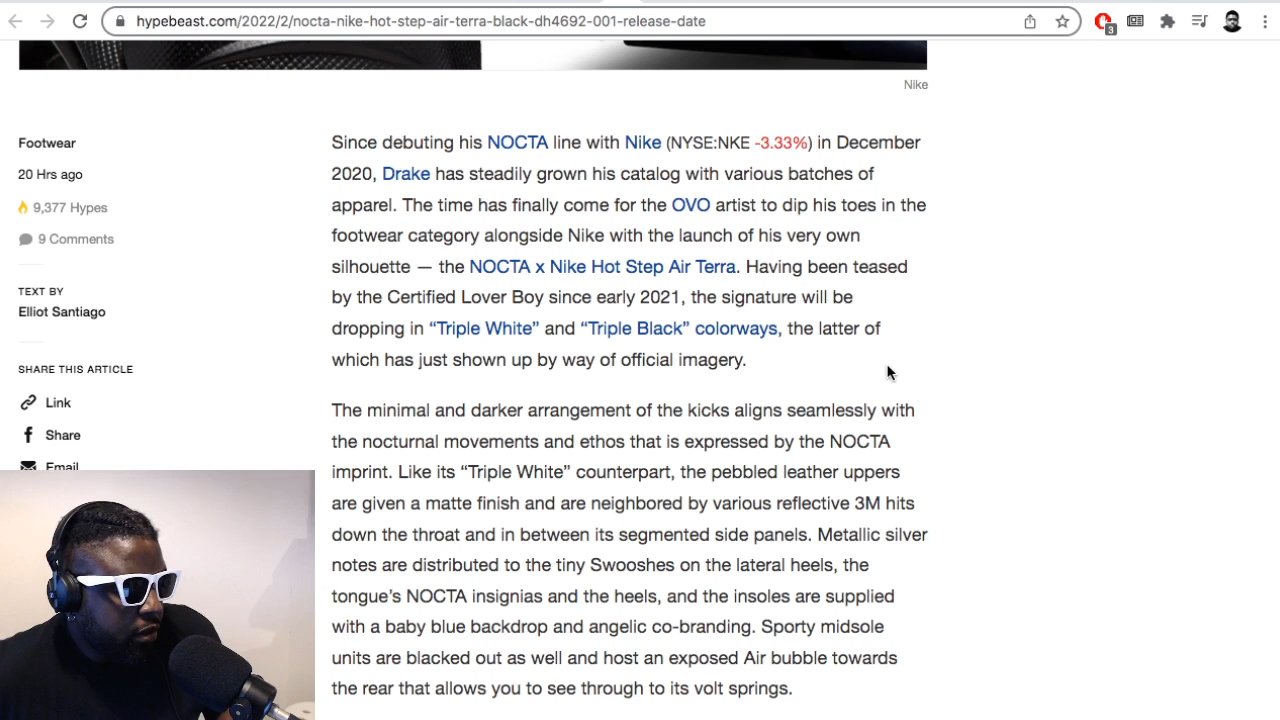 hypebeast.com/2022/2/nocta-nike-hot-step-air-terra-black-dh4692-001-release-date
3
Nike
Footwear
20 Hrs ago
9,377 Hypes
9 Comments
TEXT BY
Elliot Santiago
SHARE THIS ARTICLE
Link
Share
Email
Since debuting his NOCTA line with Nike (NYSE:NKE -3.33%) in December
2020, Drake has steadily grown his catalog with various batches of
apparel. The time has finally come for the OVO artist to dip his toes in the
footwear category alongside Nike with the launch of his very own
silhouette — the NOCTA x Nike Hot Step Air Terra. Having been teased
by the Certified Lover Boy since early 2021, the signature will be
dropping in “Triple White” and “Triple Black” colorways, the latter of
which has just shown up by way of official imagery.
The minimal and darker arrangement of the kicks aligns seamlessly with
the nocturnal movements and ethos that is expressed by the NOCTA
imprint. Like its “Triple White” counterpart, the pebbled leather uppers
are given a matte finish and are neighbored by various reflective 3M hits
down the throat and in between its segmented side panels. Metallic silver
notes are distributed to the tiny Swooshes on the lateral heels, the
tongue’s NOCTA insignias and the heels, and the insoles are supplied
with a baby blue backdrop and angelic co-branding. Sporty midsole
units are blacked out as well and host an exposed Air bubble towards
the rear that allows you to see through to its volt springs.